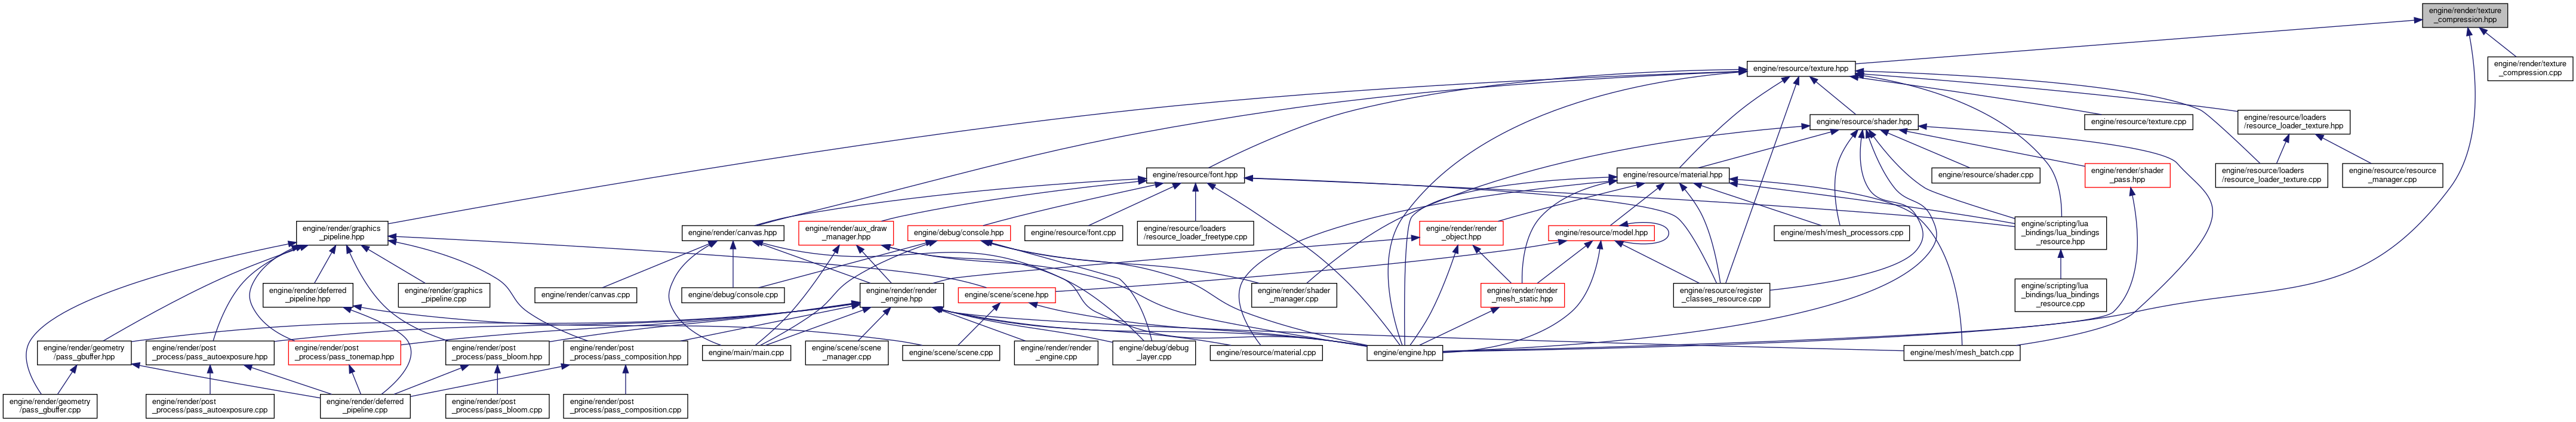 engine/render/texture
_compression.hpp
engine/resource/texture.hpp
engine/render/texture
_compression.cpp
engine/resource/shader.hpp
engine/resource/texture.cpp
engine/resource/loaders
/resource_loader_texture.hpp
engine/resource/font.hpp
engine/resource/material.hpp
engine/resource/shader.cpp
engine/render/shader
_pass.hpp
engine/resource/loaders
/resource_loader_texture.cpp
engine/resource/resource
_manager.cpp
engine/render/graphics
_pipeline.hpp
engine/render/canvas.hpp
engine/render/aux_draw
_manager.hpp
engine/debug/console.hpp
engine/resource/font.cpp
engine/resource/loaders
/resource_loader_freetype.cpp
engine/render/render
_object.hpp
engine/resource/model.hpp
engine/mesh/mesh_processors.cpp
engine/scripting/lua
_bindings/lua_bindings
_resource.hpp
engine/render/deferred
_pipeline.hpp
engine/render/graphics
_pipeline.cpp
engine/render/canvas.cpp
engine/debug/console.cpp
engine/render/render
_engine.hpp
engine/scene/scene.hpp
engine/render/shader
_manager.cpp
engine/render/render
_mesh_static.hpp
engine/resource/register
_classes_resource.cpp
engine/scripting/lua
_bindings/lua_bindings
_resource.cpp
engine/render/geometry
/pass_gbuffer.hpp
engine/render/post
_process/pass_autoexposure.hpp
engine/render/post
_process/pass_tonemap.hpp
engine/render/post
_process/pass_bloom.hpp
engine/render/post
_process/pass_composition.hpp
engine/main/main.cpp
engine/scene/scene
_manager.cpp
engine/scene/scene.cpp
engine/render/render
_engine.cpp
engine/debug/debug
_layer.cpp
engine/resource/material.cpp
engine/engine.hpp
engine/mesh/mesh_batch.cpp
engine/render/geometry
/pass_gbuffer.cpp
engine/render/post
_process/pass_autoexposure.cpp
engine/render/deferred
_pipeline.cpp
engine/render/post
_process/pass_bloom.cpp
engine/render/post
_process/pass_composition.cpp